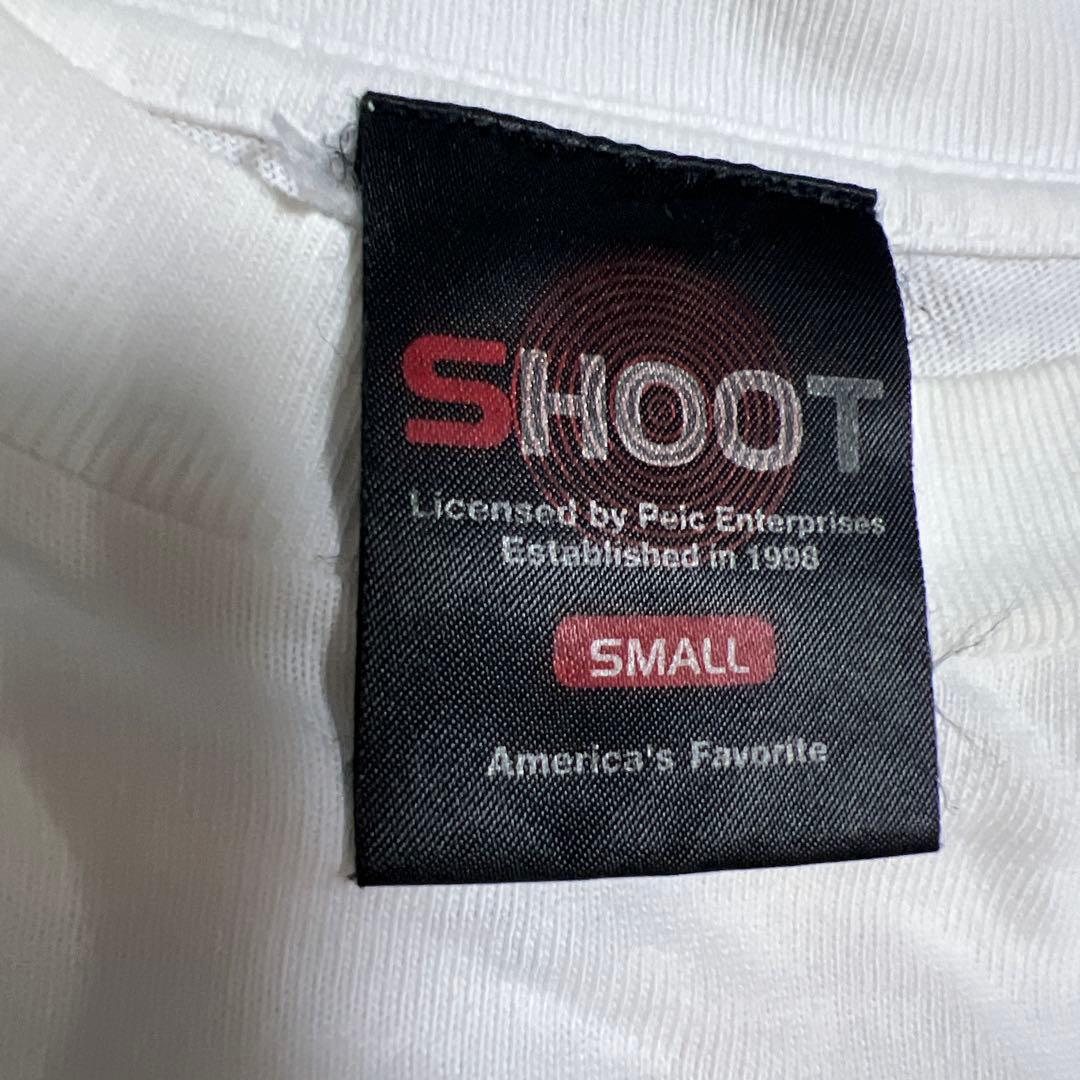 SHOOT
Licensed by Peic Enterprises
Established in 1998
SMALL
America's Favorite